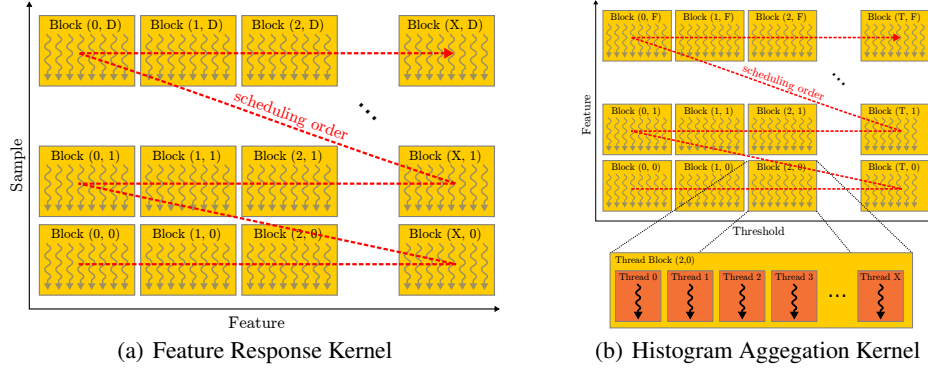 Block (0, D) Block (1, D) Block (2, D) Block (X, D)
scheduling order
...
Block (0, 1) Block (1, 1) Block (2, 1) Block (X, 1)
Block (0, 0) Block (1, 0) Block (2, 0) Block (X, 0)
Sample
Feature
(a) Feature Response Kernel
Block (0, F) Block (1, F) Block (2, F) Block (T, F)
scheduling order
...
Block (0, 1) Block (1, 1) Block (2, 1) Block (T, 1)
Block (0, 0) Block (1, 0) Block (2, 0) Block (T, 0)
Feature
Threshold
Thread Block (2,0)
Thread 0 Thread 1 Thread 2 Thread 3 ... Thread X
(b) Histogram Aggegation Kernel